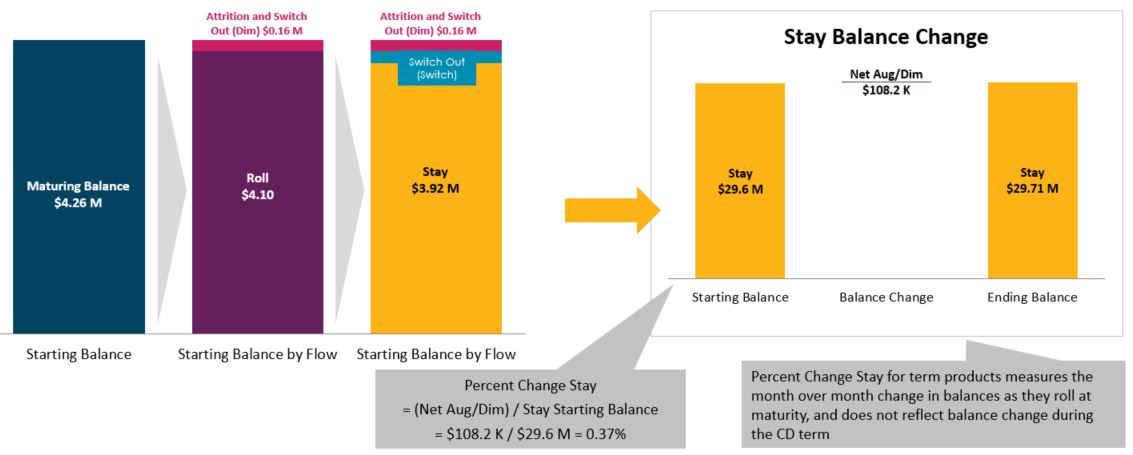 Attrition and Switch
Out (Dim) $0.16 M
Attrition and Switch
Out (Dim) $0.16 M
Switch Out
(Switch)
Maturing Balance
$4.26 M
Roll
$4.10
Stay
$3.92 M
Starting Balance
Starting Balance by Flow
Starting Balance by Flow
Stay Balance Change
Net Aug/Dim
$108.2 K
Stay
$29.6 M
Stay
$29.71 M
Starting Balance
Balance Change
Ending Balance
Percent Change Stay
= (Net Aug/Dim) / Stay Starting Balance
= $108.2 K / $29.6 M = 0.37%
Percent Change Stay for term products measures the
month over month change in balances as they roll at
maturity, and does not reflect balance change during
the CD term